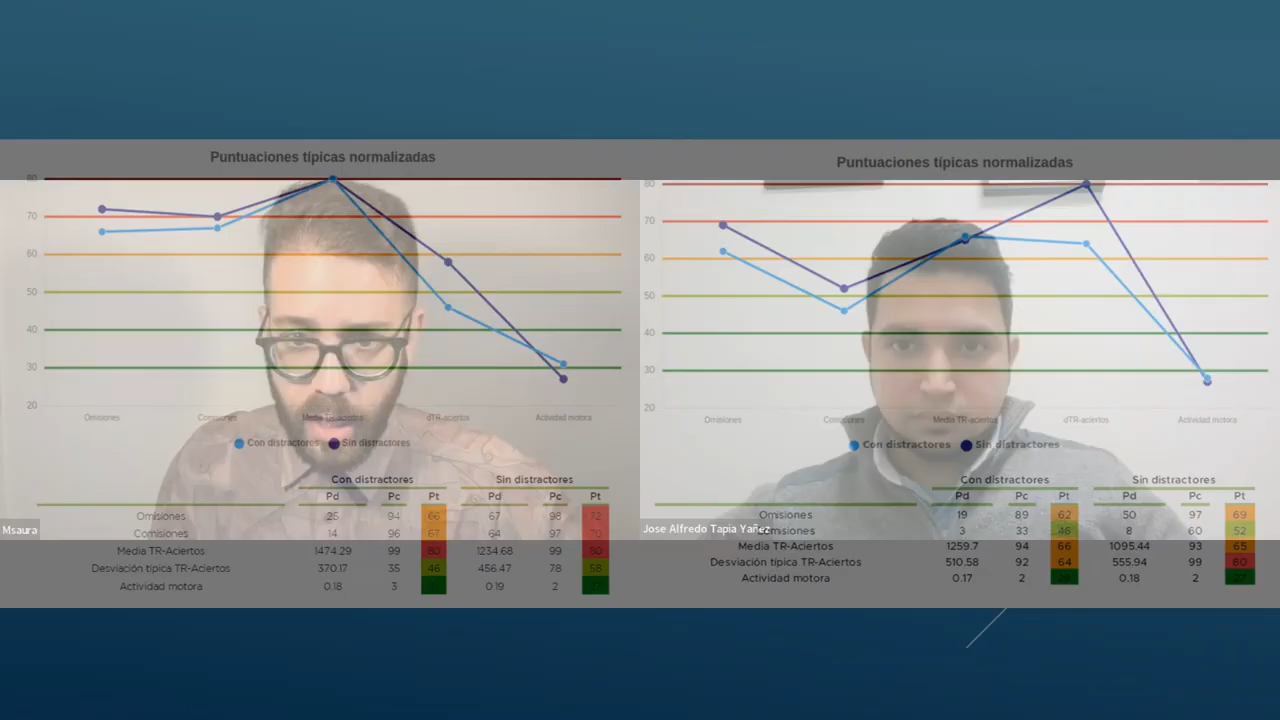 Puntuaciones típicas normalizadas
80
70
60
50
40
30
20
Omisiones Comisiones Media TR-aciertos dTR-aciertos Actividad motora
Con distractores Sin distractores
Con distractores Sin distractores
Pd Pc Pt Pd Pc Pt
Omisiones 25 94 66 67 98 72
Comisiones 14 96 67 64 97 70
Media TR-Aciertos 1474.29 99 80 1234.68 99 80
Desviación típica TR-Aciertos 370.17 35 46 456.47 78 58
Actividad motora 0.18 3 0.19 2
Msaura
Puntuaciones típicas normalizadas
80
70
60
50
40
30
20
Omisiones Comisiones Media TR-aciertos dTR-aciertos Actividad motora
Con distractores Sin distractores
Con distractores Sin distractores
Pd Pc Pt Pd Pc Pt
Omisiones 19 89 62 50 97 69
Comisiones 3 33 46 8 60 52
Media TR-Aciertos 1259.7 94 66 1095.44 93 65
Desviación típica TR-Aciertos 510.58 92 64 555.94 99 80
Actividad motora 0.17 2 0.18 2 27
Jose Alfredo Tapia Yañez